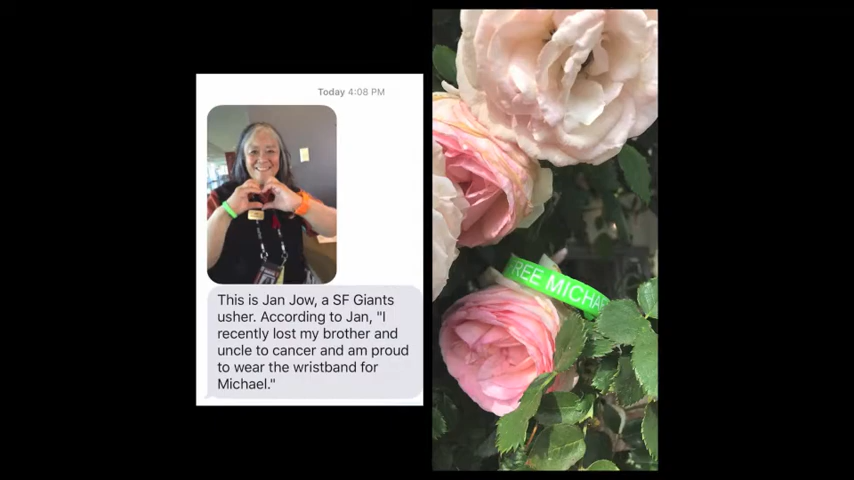 Today 4:08 PM
This is Jan Jow, a SF Giants
usher. According to Jan, "I
recently lost my brother and
uncle to cancer and am proud
to wear the wristband for
Michael."
FREE MICHA